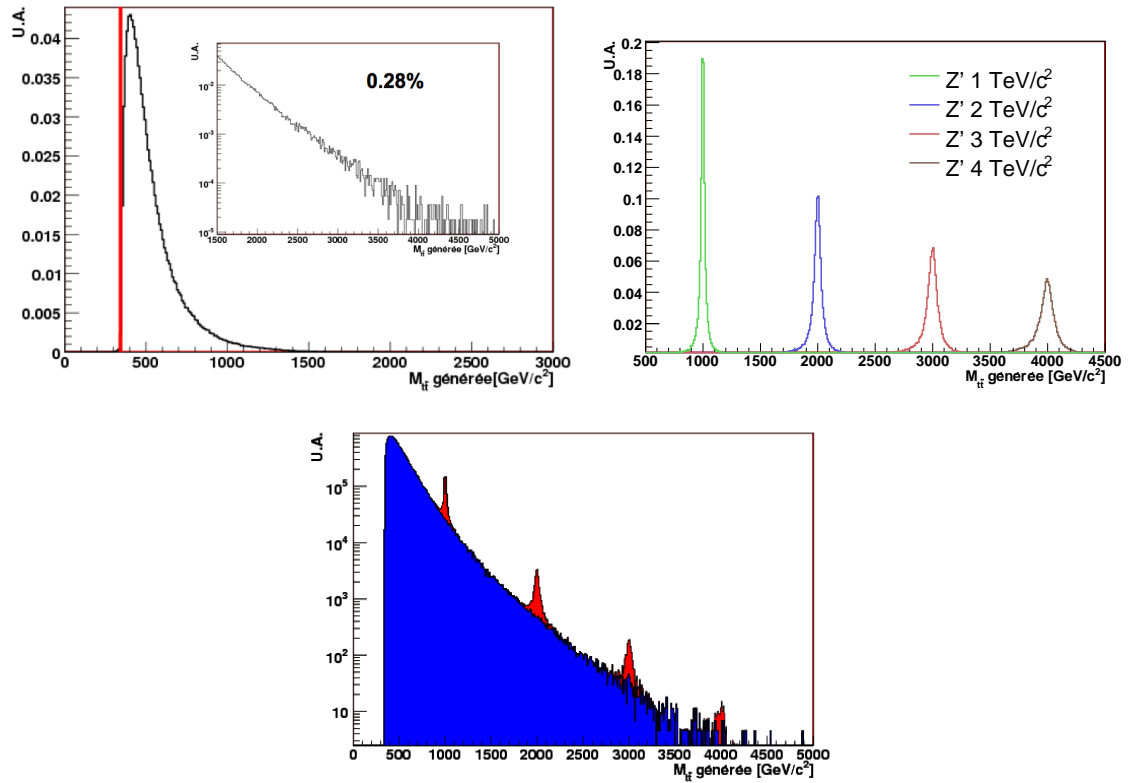 U.A.
0.04
0.035
0.03
0.025
0.02
0.015
0.01
0.005
0
0 500 1000 1500 2000 2500 3000
M_tt̄ générée[GeV/c²]
U.A.
10⁻²
10⁻³
10⁻⁴
10⁻⁵
0.28%
1500 2000 2500 3000 3500 4000 4500 5000
M_tt̄ générée [GeV/c²]
U.A.
0.2
0.18
0.16
0.14
0.12
0.1
0.08
0.06
0.04
0.02
Z' 1 TeV/c²
Z' 2 TeV/c²
Z' 3 TeV/c²
Z' 4 TeV/c²
500 1000 1500 2000 2500 3000 3500 4000 4500
M_tt̄ générée [GeV/c²]
U.A.
10⁵
10⁴
10³
10²
10
0 500 1000 1500 2000 2500 3000 3500 4000 4500 5000
M_tt̄ générée [GeV/c²]